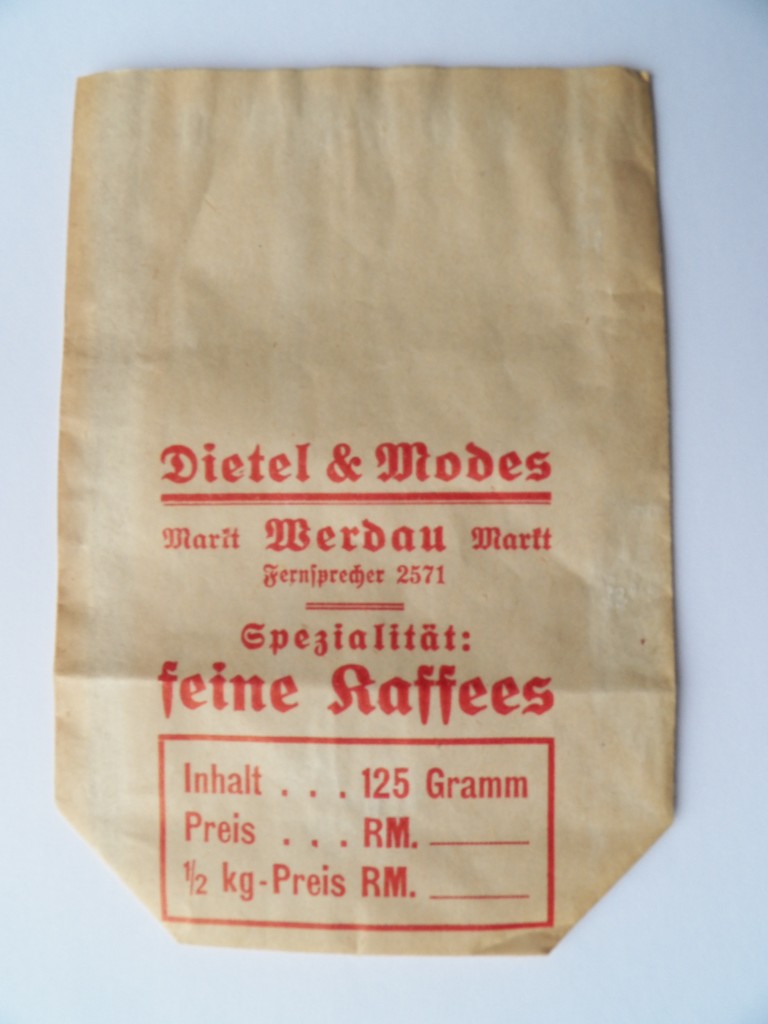 Dietel & Modes
Markt Werdau Markt
Fernsprecher 2571
Spezialität:
feine Kaffees
Inhalt . . . 125 Gramm
Preis . . . RM.
½ kg-Preis RM.